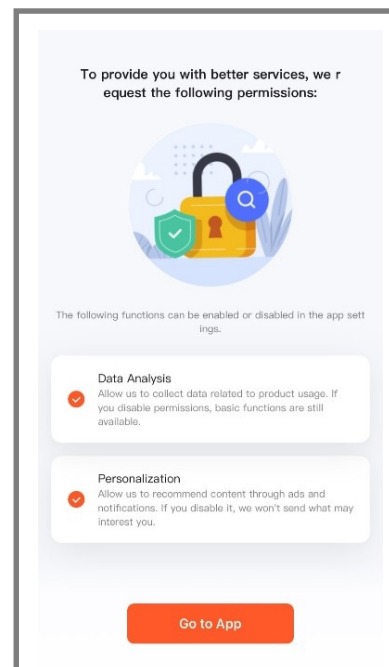 To provide you with better services, we r
equest the following permissions:
The following functions can be enabled or disabled in the app sett
ings.
Data Analysis
Allow us to collect data related to product usage. If
you disable permissions, basic functions are still
available.
Personalization
Allow us to recommend content through ads and
notifications. If you disable it, we won't send what may
interest you.
Go to App